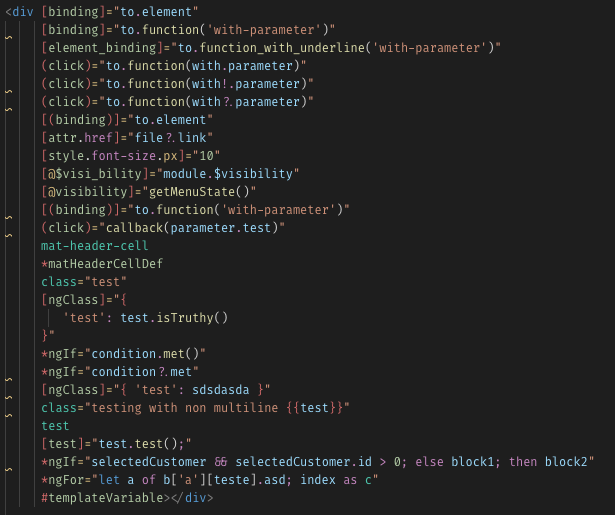 <div [binding]="to.element"
[binding]="to.function('with-parameter')"
[element_binding]="to.function_with_underline('with-parameter')"
(click)="to.function(with.parameter)"
(click)="to.function(with!.parameter)"
(click)="to.function(with?.parameter)"
[(binding)]="to.element"
[attr.href]="file?.link"
[style.font-size.px]="10"
[@$visi_bility]="module.$visibility"
[@visibility]="getMenuState()"
[(binding)]="to.function('with-parameter')"
(click)="callback(parameter.test)"
mat-header-cell
*matHeaderCellDef
class="test"
[ngClass]="{
'test': test.isTruthy()
}"
*ngIf="condition.met()"
*ngIf="condition?.met"
[ngClass]="{ 'test': sdsdasda }"
class="testing with non multiline {{test}}"
test
[test]="test.test();"
*ngIf="selectedCustomer && selectedCustomer.id > 0; else block1; then block2"
*ngFor="let a of b['a'][teste].asd; index as c"
#templateVariable></div>